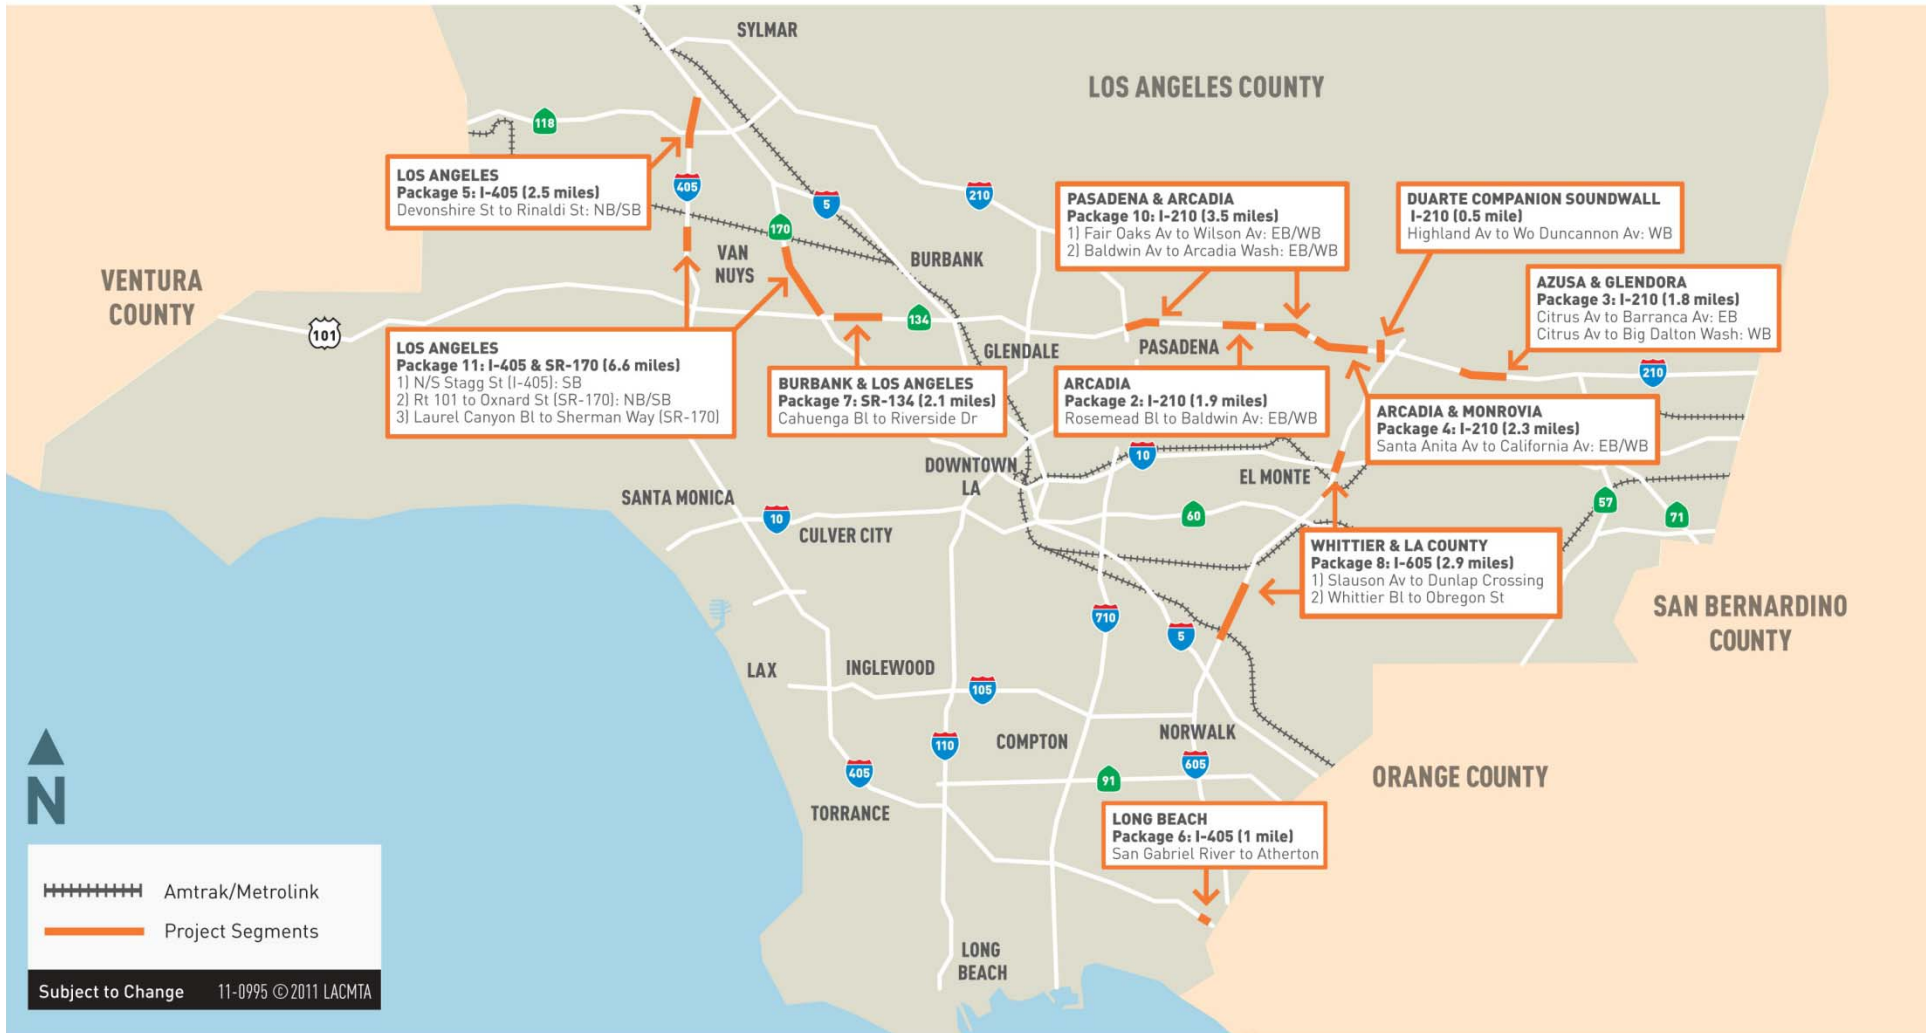 SYLMAR
LOS ANGELES COUNTY
118
LOS ANGELES
Package 5: I-405 (2.5 miles)
Devonshire St to Rinaldi St: NB/SB
405
5
210
170
PASADENA & ARCADIA
Package 10: I-210 (3.5 miles)
1) Fair Oaks Av to Wilson Av: EB/WB
2) Baldwin Av to Arcadia Wash: EB/WB
DUARTE COMPANION SOUNDWALL
I-210 (0.5 mile)
Highland Av to Wo Duncannon Av: WB
VAN
NUYS
BURBANK
VENTURA
COUNTY
AZUSA & GLENDORA
Package 3: I-210 (1.8 miles)
Citrus Av to Barranca Av: EB
Citrus Av to Big Dalton Wash: WB
101
134
GLENDALE
PASADENA
210
LOS ANGELES
Package 11: I-405 & SR-170 (6.6 miles)
1) N/S Stagg St (I-405): SB
2) Rt 101 to Oxnard St (SR-170): NB/SB
3) Laurel Canyon Bl to Sherman Way (SR-170)
BURBANK & LOS ANGELES
Package 7: SR-134 (2.1 miles)
Cahuenga Bl to Riverside Dr
ARCADIA
Package 2: I-210 (1.9 miles)
Rosemead Bl to Baldwin Av: EB/WB
ARCADIA & MONROVIA
Package 4: I-210 (2.3 miles)
Santa Anita Av to California Av: EB/WB
10
DOWNTOWN
LA
EL MONTE
SANTA MONICA
10
CULVER CITY
60
57
71
WHITTIER & LA COUNTY
Package 8: I-605 (2.9 miles)
1) Slauson Av to Dunlap Crossing
2) Whittier Bl to Obregon St
SAN BERNARDINO
COUNTY
710
5
LAX
INGLEWOOD
105
110
COMPTON
NORWALK
405
605
91
ORANGE COUNTY
TORRANCE
LONG BEACH
Package 6: I-405 (1 mile)
San Gabriel River to Atherton
LONG
BEACH
N
Amtrak/Metrolink
Project Segments
Subject to Change 11-0995 ©2011 LACMTA